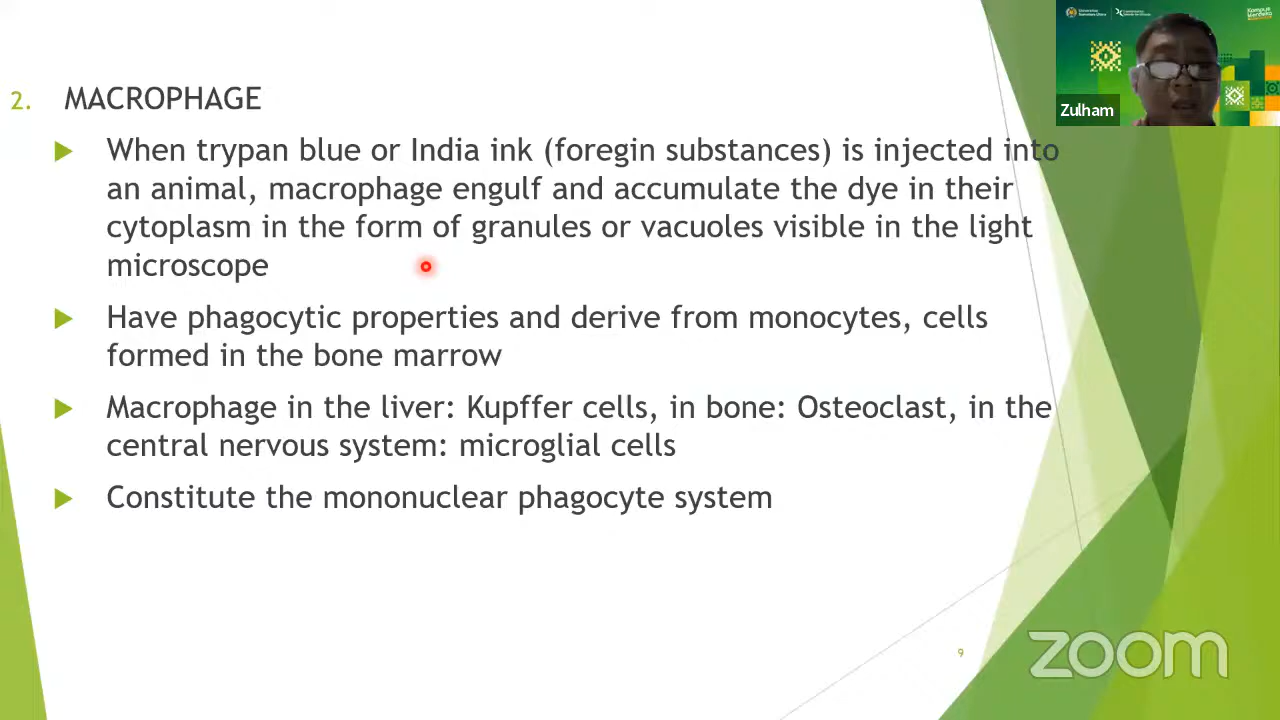 2. MACROPHAGE
When trypan blue or India ink (foregin substances) is injected into
an animal, macrophage engulf and accumulate the dye in their
cytoplasm in the form of granules or vacuoles visible in the light
microscope
Have phagocytic properties and derive from monocytes, cells
formed in the bone marrow
Macrophage in the liver: Kupffer cells, in bone: Osteoclast, in the
central nervous system: microglial cells
Constitute the mononuclear phagocyte system
9
Zulham
zoom